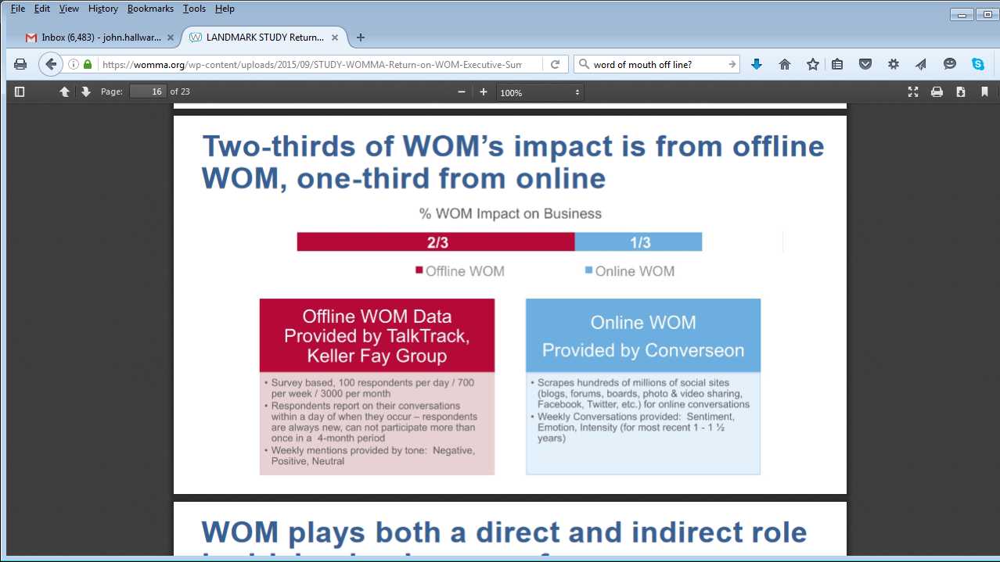 File Edit View History Bookmarks Tools Help
Inbox (6,483) - john.hallwar... × LANDMARK STUDY Return... × +
https://womma.org/wp-content/uploads/2015/09/STUDY-WOMMA-Return-on-WOM-Executive-Sum
word of mouth off line?
Page: 16 of 23
100%
Two-thirds of WOM’s impact is from offline
WOM, one-third from online
% WOM Impact on Business
2/3 1/3
Offline WOM Online WOM
Offline WOM Data
Provided by TalkTrack,
Keller Fay Group
• Survey based, 100 respondents per day / 700
per week / 3000 per month
• Respondents report on their conversations
within a day of when they occur – respondents
are always new, can not participate more than
once in a 4-month period
• Weekly mentions provided by tone: Negative,
Positive, Neutral
Online WOM
Provided by Converseon
• Scrapes hundreds of millions of social sites
(blogs, forums, boards, photo & video sharing,
Facebook, Twitter, etc.) for online conversations
• Weekly Conversations provided: Sentiment,
Emotion, Intensity (for most recent 1 - 1 ½
years)
WOM plays both a direct and indirect role